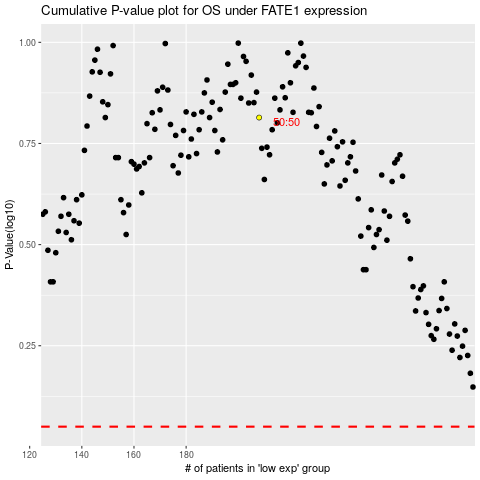 Cumulative P-value plot for OS under FATE1 expression
1.00
0.75
0.50
0.25
P-Value(log10)
50:50
120 140 160 180
# of patients in 'low exp' group